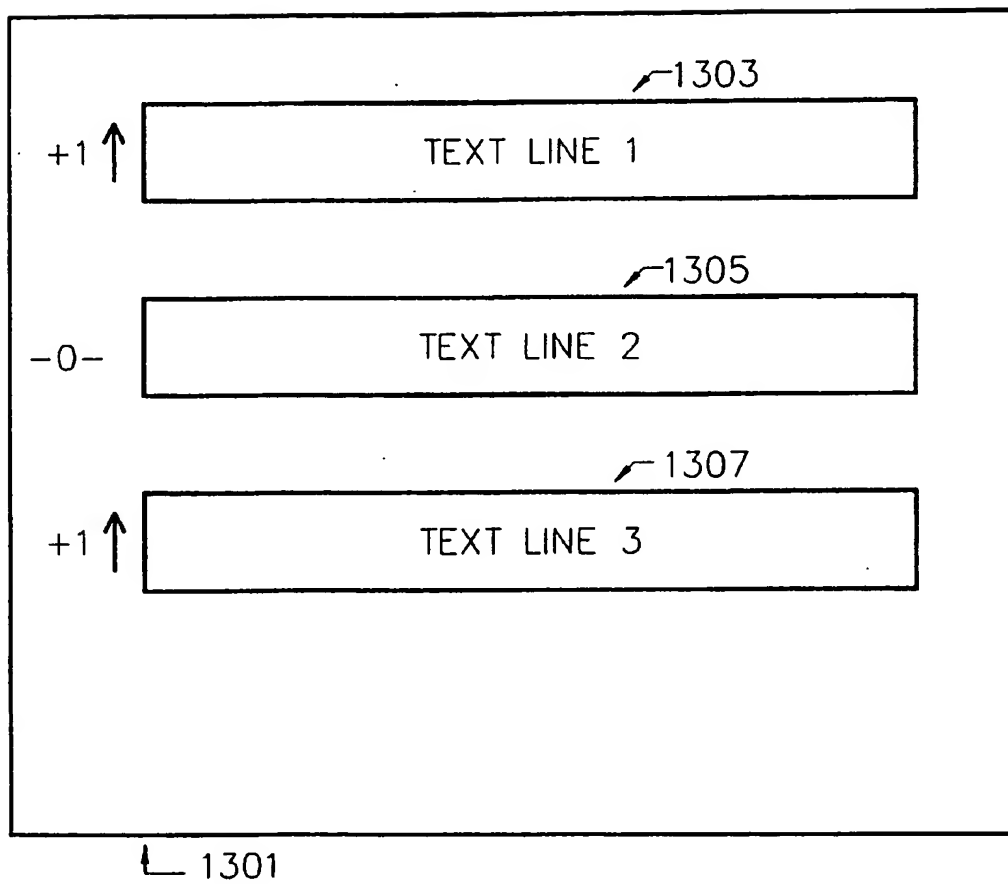 1303
+1 TEXT LINE 1
1305
-0- TEXT LINE 2
1307
+1 TEXT LINE 3
1301